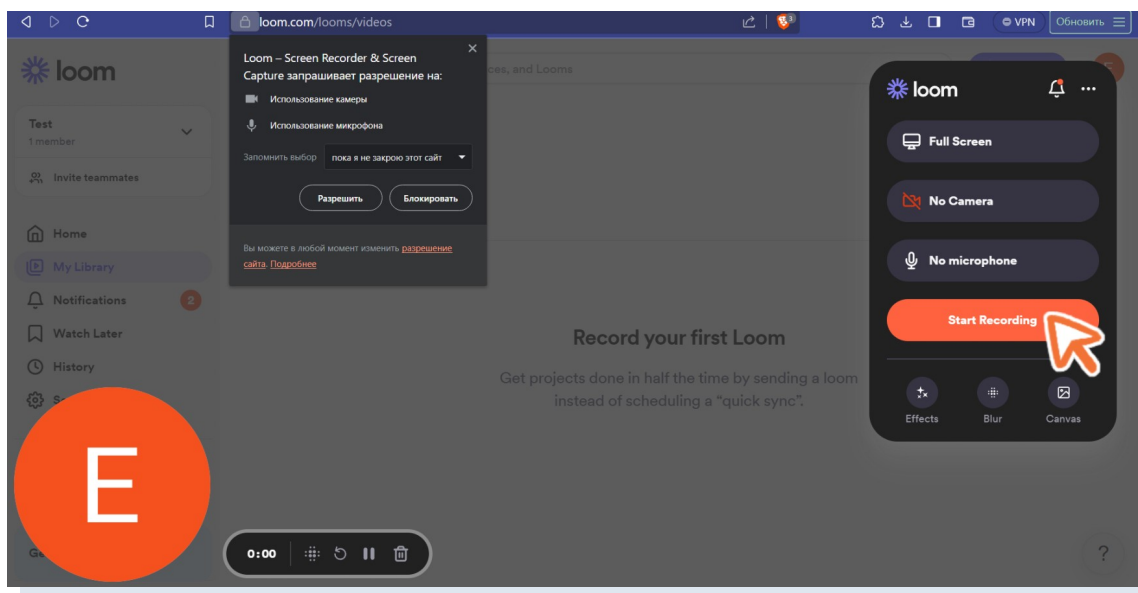 loom.com/looms/videos
3
VPN
Обновить
loom
Test
1 member
Invite teammates
Home
My Library
Notifications
2
Watch Later
History
E
Loom – Screen Recorder & Screen
Capture запрашивает разрешение на:
Использование камеры
Использование микрофона
Запомнить выбор
пока я не закрою этот сайт
Разрешить
Блокировать
Вы можете в любой момент изменить разрешение
сайта. Подробнее
and Looms
Record your first Loom
Get projects done in half the time by sending a loom
instead of scheduling a “quick sync”.
0:00
loom
Full Screen
No Camera
No microphone
Start Recording
Effects
Blur
Canvas
?